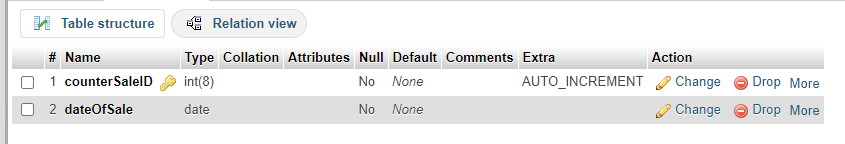 Table structure Relation view
# Name Type Collation Attributes Null Default Comments Extra Action
1 counterSaleID int(8) No None AUTO_INCREMENT Change Drop More
2 dateOfSale date No None Change Drop More